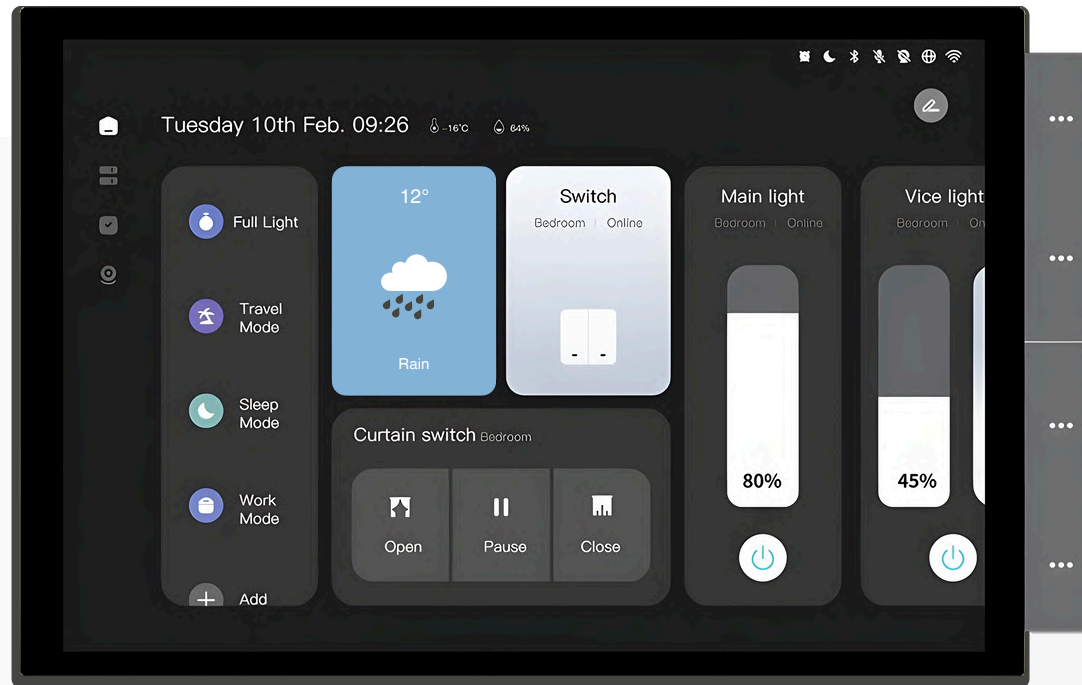 Tuesday 10th Feb. 09:26
-16°C
64%
Full Light
Travel
Mode
Sleep
Mode
Work
Mode
Add
12°
Rain
Switch
Bedroom
Online
Curtain switch Bedroom
Open
Pause
Close
Main light
Bedroom
Online
80%
Vice light
Bedroom
On
45%